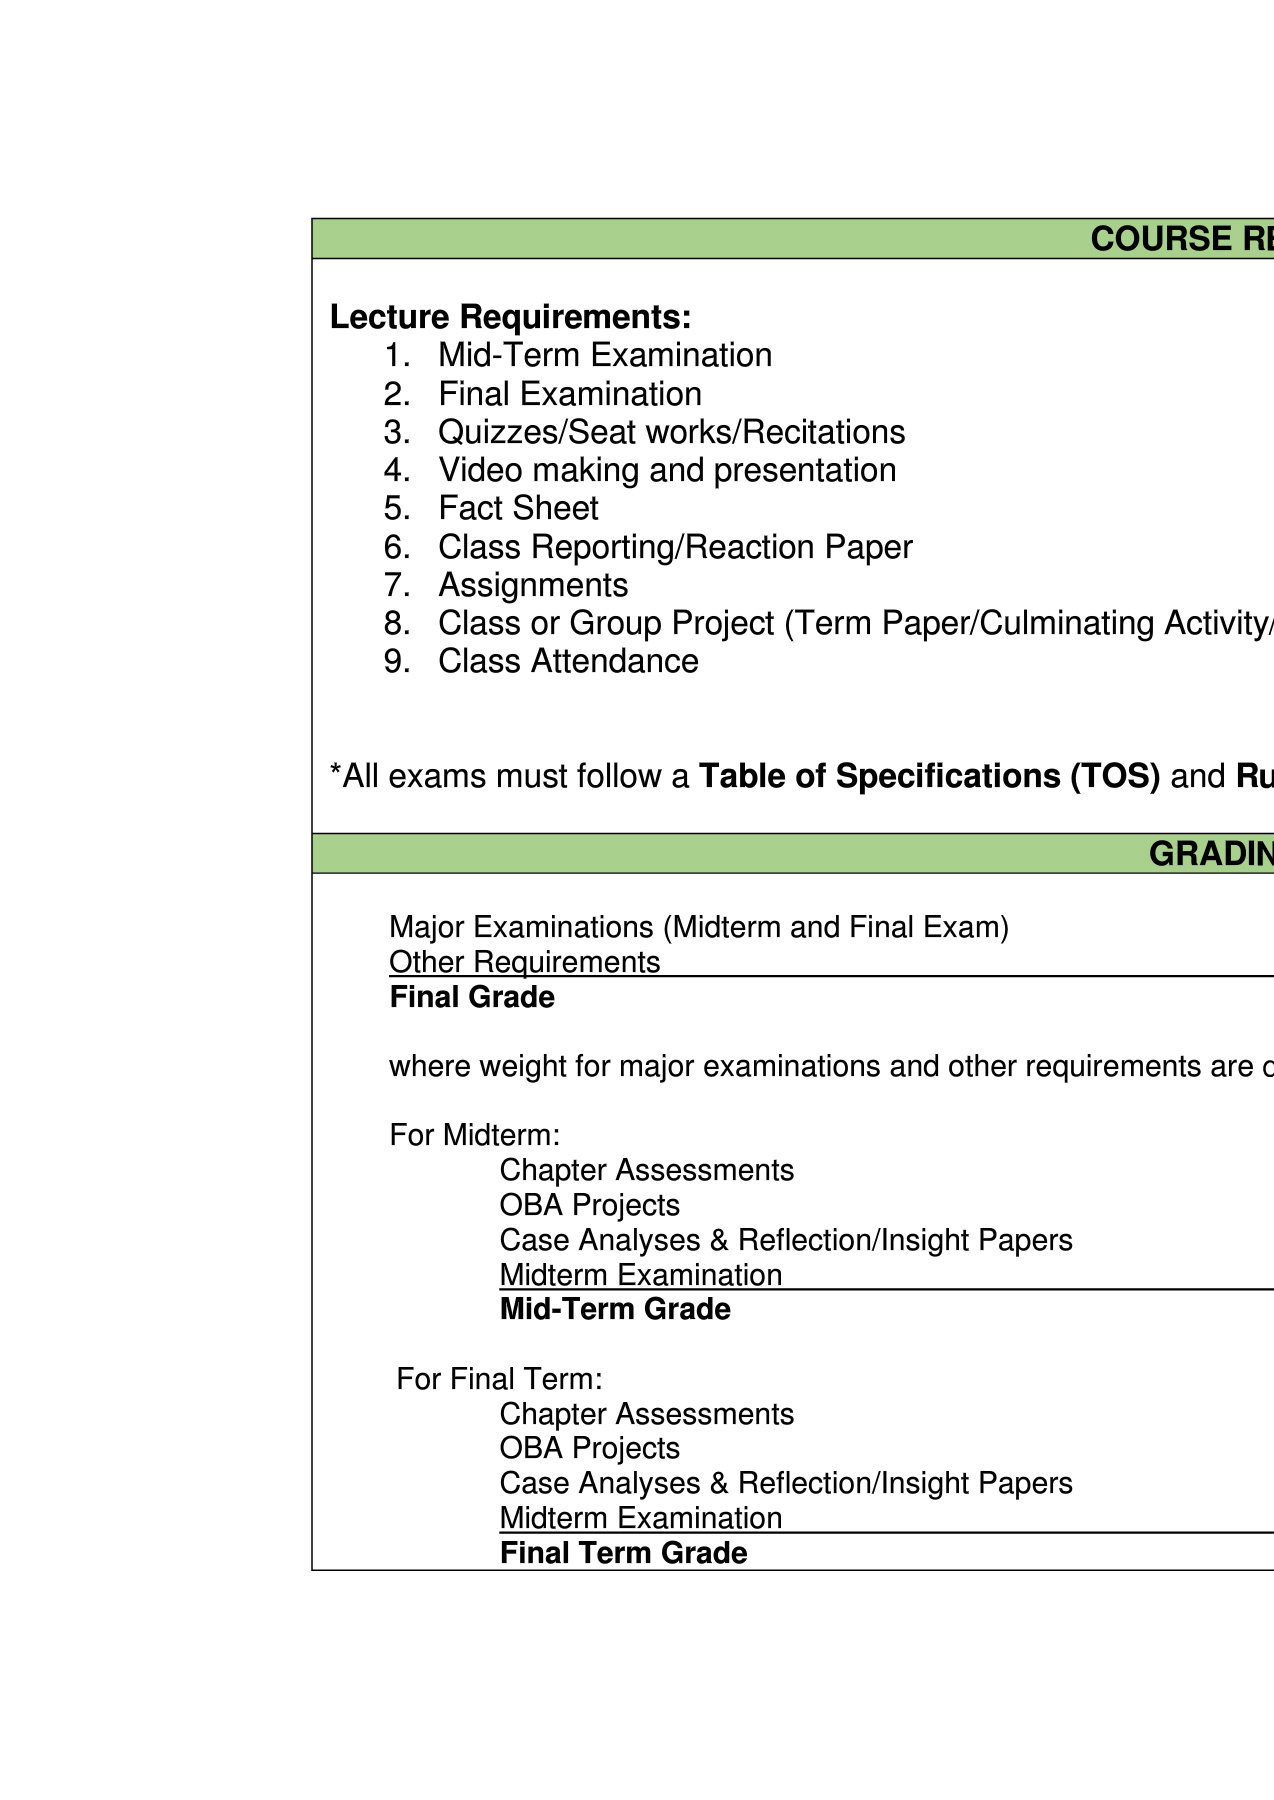 COURSE
Lecture Requirements:
1. Mid-Term Examination
2. Final Examination
3. Quizzes/Seat works/Recitations
4. Video making and presentation
5. Fact Sheet
6. Class Reporting/Reaction Paper
7. Assignments
8. Class or Group Project (Term Paper/Culminating Activity/
9. Class Attendance
*All exams must follow a Table of Specifications (TOS) and
Major Examinations (Midterm and Final Exam)
Other Requirements
Final Grade
where weight for major examinations and other requirements are
For Midterm:
Chapter Assessments
OBA Projects
Case Analyses & Reflection/Insight Papers
Midterm Examination
Mid-Term Grade
For Final Term:
Chapter Assessments
OBA Projects
Case Analyses & Reflection/Insight Papers
Midterm Examination
Final Term Grade